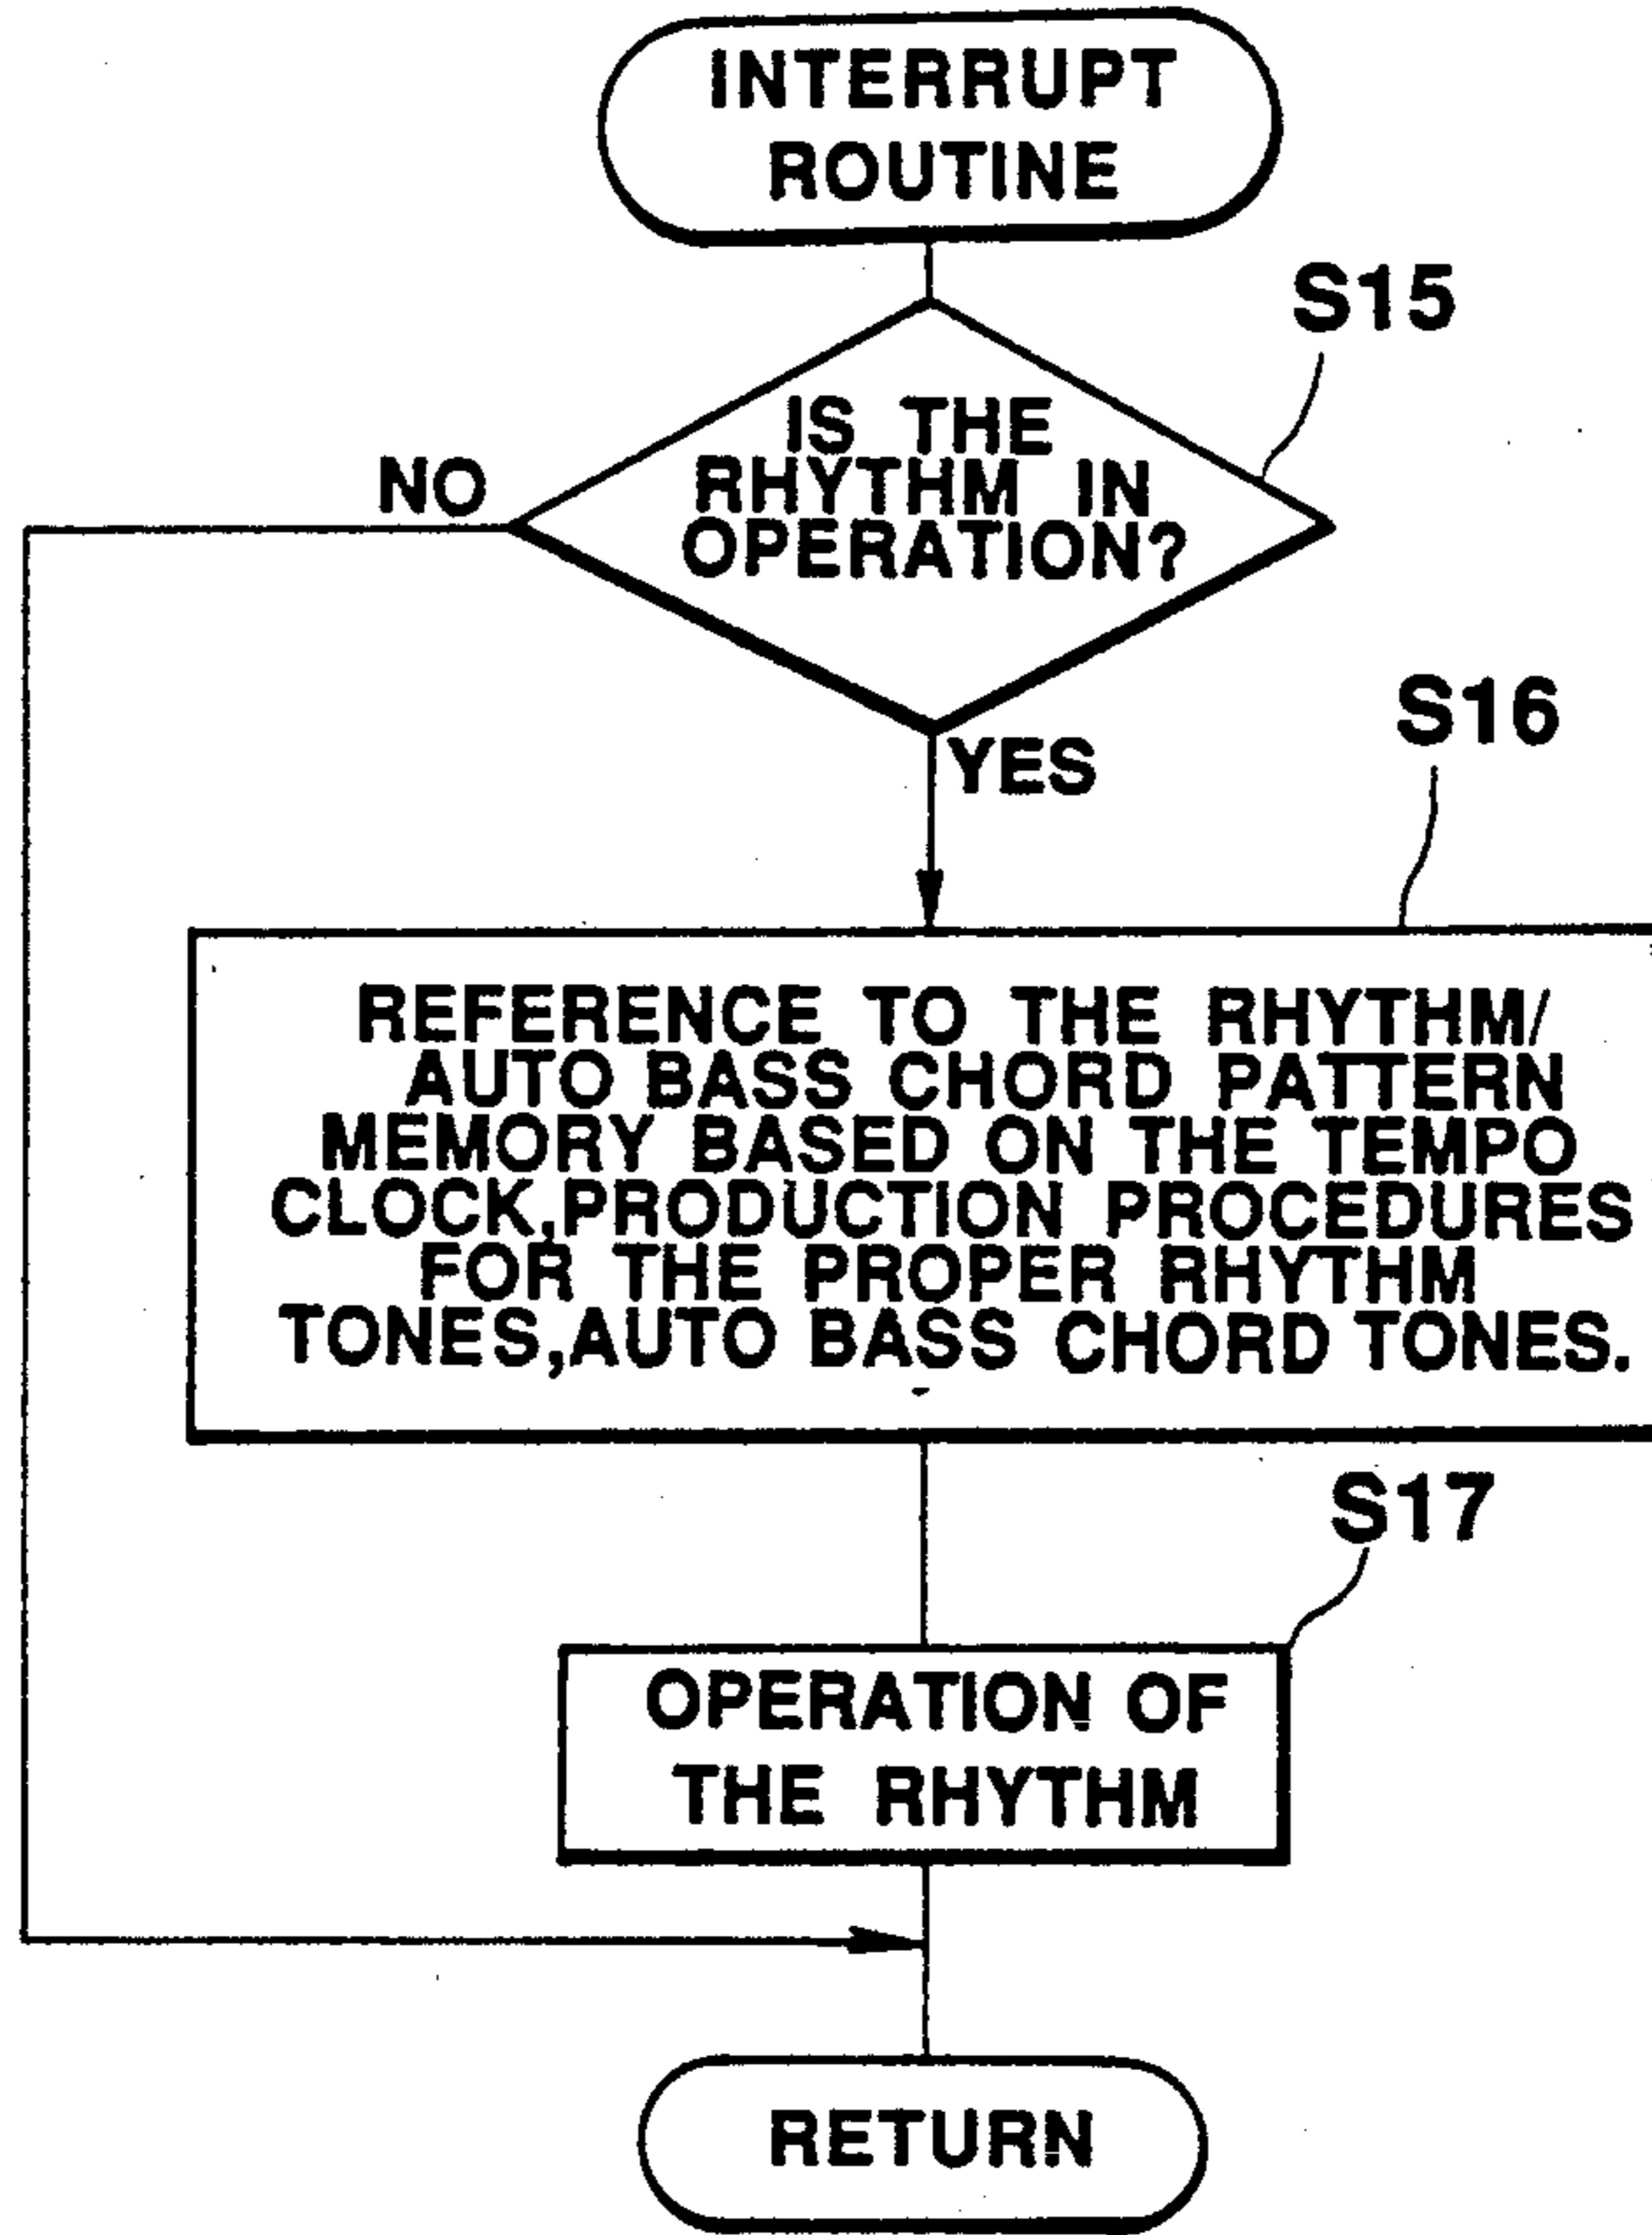 INTERRUPT
ROUTINE
S15
IS THE
RHYTHM IN
OPERATION?
NO
YES
S16
REFERENCE TO THE RHYTHM/
AUTO BASS CHORD PATTERN
MEMORY BASED ON THE TEMPO
CLOCK,PRODUCTION PROCEDURES
FOR THE PROPER RHYTHM
TONES,AUTO BASS CHORD TONES.
S17
OPERATION OF
THE RHYTHM
RETURN